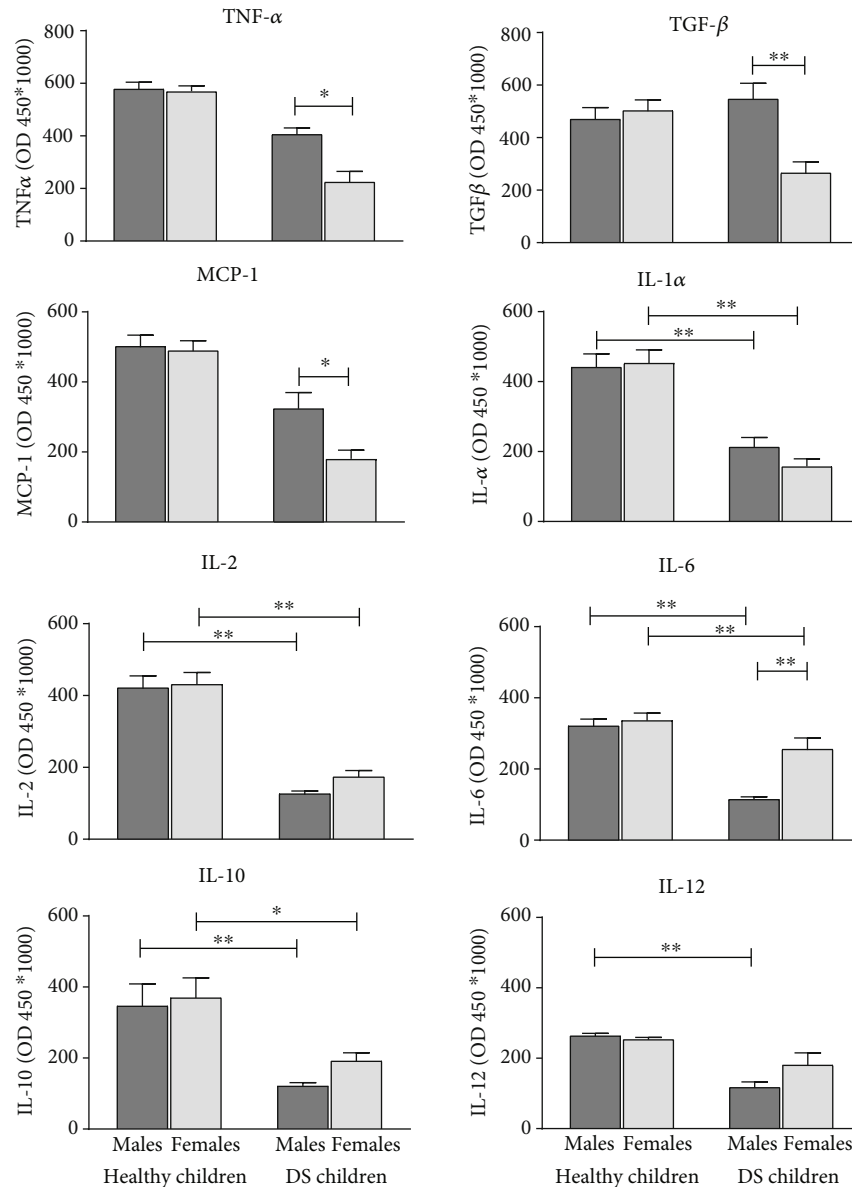 TNF-α
TNFα (OD 450*1000)
800
600
400
200
0
*
TGF-β
TGFβ (OD 450*1000)
800
600
400
200
0
**
MCP-1
MCP-1 (OD 450 *1000)
600
400
200
0
*
IL-1α
IL-α (OD 450 *1000)
600
400
200
0
**
**
IL-2
IL-2 (OD 450 *1000)
600
400
200
0
**
**
IL-6
IL-6 (OD 450 *1000)
600
400
200
0
**
**
**
IL-10
IL-10 (OD 450 *1000)
600
400
200
0
*
**
Males Females Males Females
Healthy children DS children
IL-12
IL-12 (OD 450 *1000)
600
400
200
0
**
Males Females Males Females
Healthy children DS children